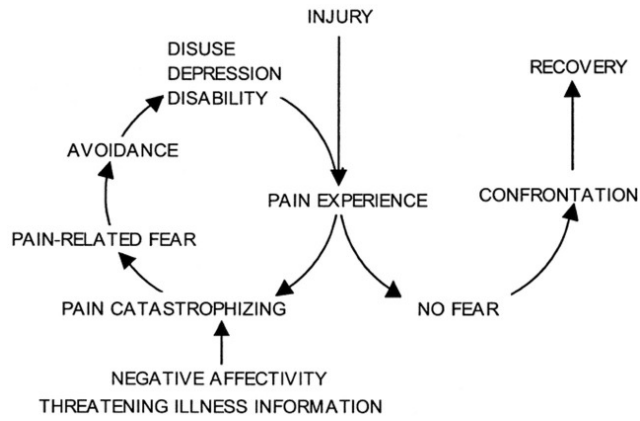 INJURY
DISUSE
DEPRESSION
DISABILITY
RECOVERY
AVOIDANCE
PAIN EXPERIENCE
CONFRONTATION
PAIN-RELATED FEAR
PAIN CATASTROPHIZING
NO FEAR
NEGATIVE AFFECTIVITY
THREATENING ILLNESS INFORMATION